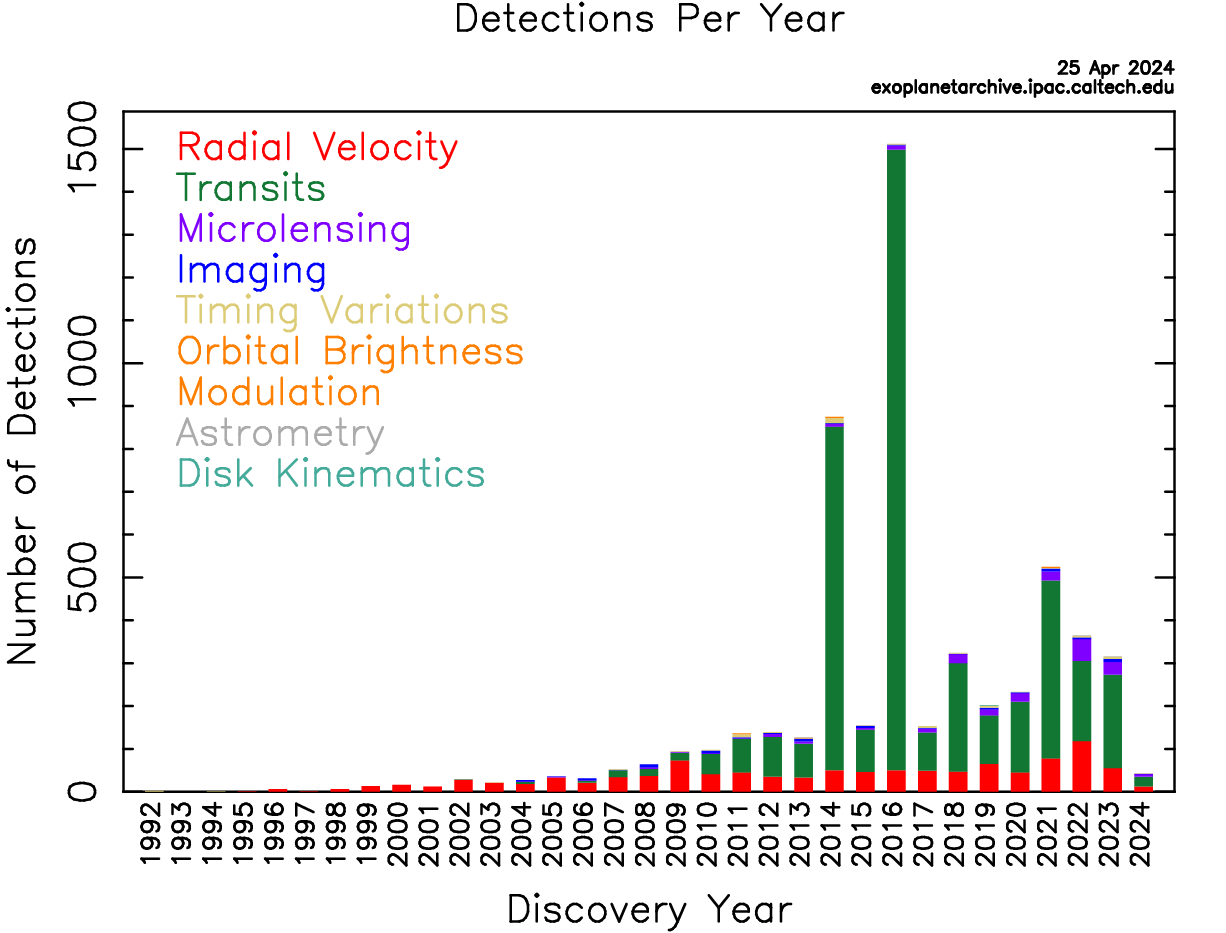 Detections Per Year
25 Apr 2024
exoplanetarchive.ipac.caltech.edu
Radial Velocity
Transits
Microlensing
Imaging
Timing Variations
Orbital Brightness
Modulation
Astrometry
Disk Kinematics
Number of Detections
1500
1000
500
0
1992 1993 1994 1995 1996 1997 1998 1999 2000 2001 2002 2003 2004 2005 2006 2007 2008 2009 2010 2011 2012 2013 2014 2015 2016 2017 2018 2019 2020 2021 2022 2023 2024
Discovery Year